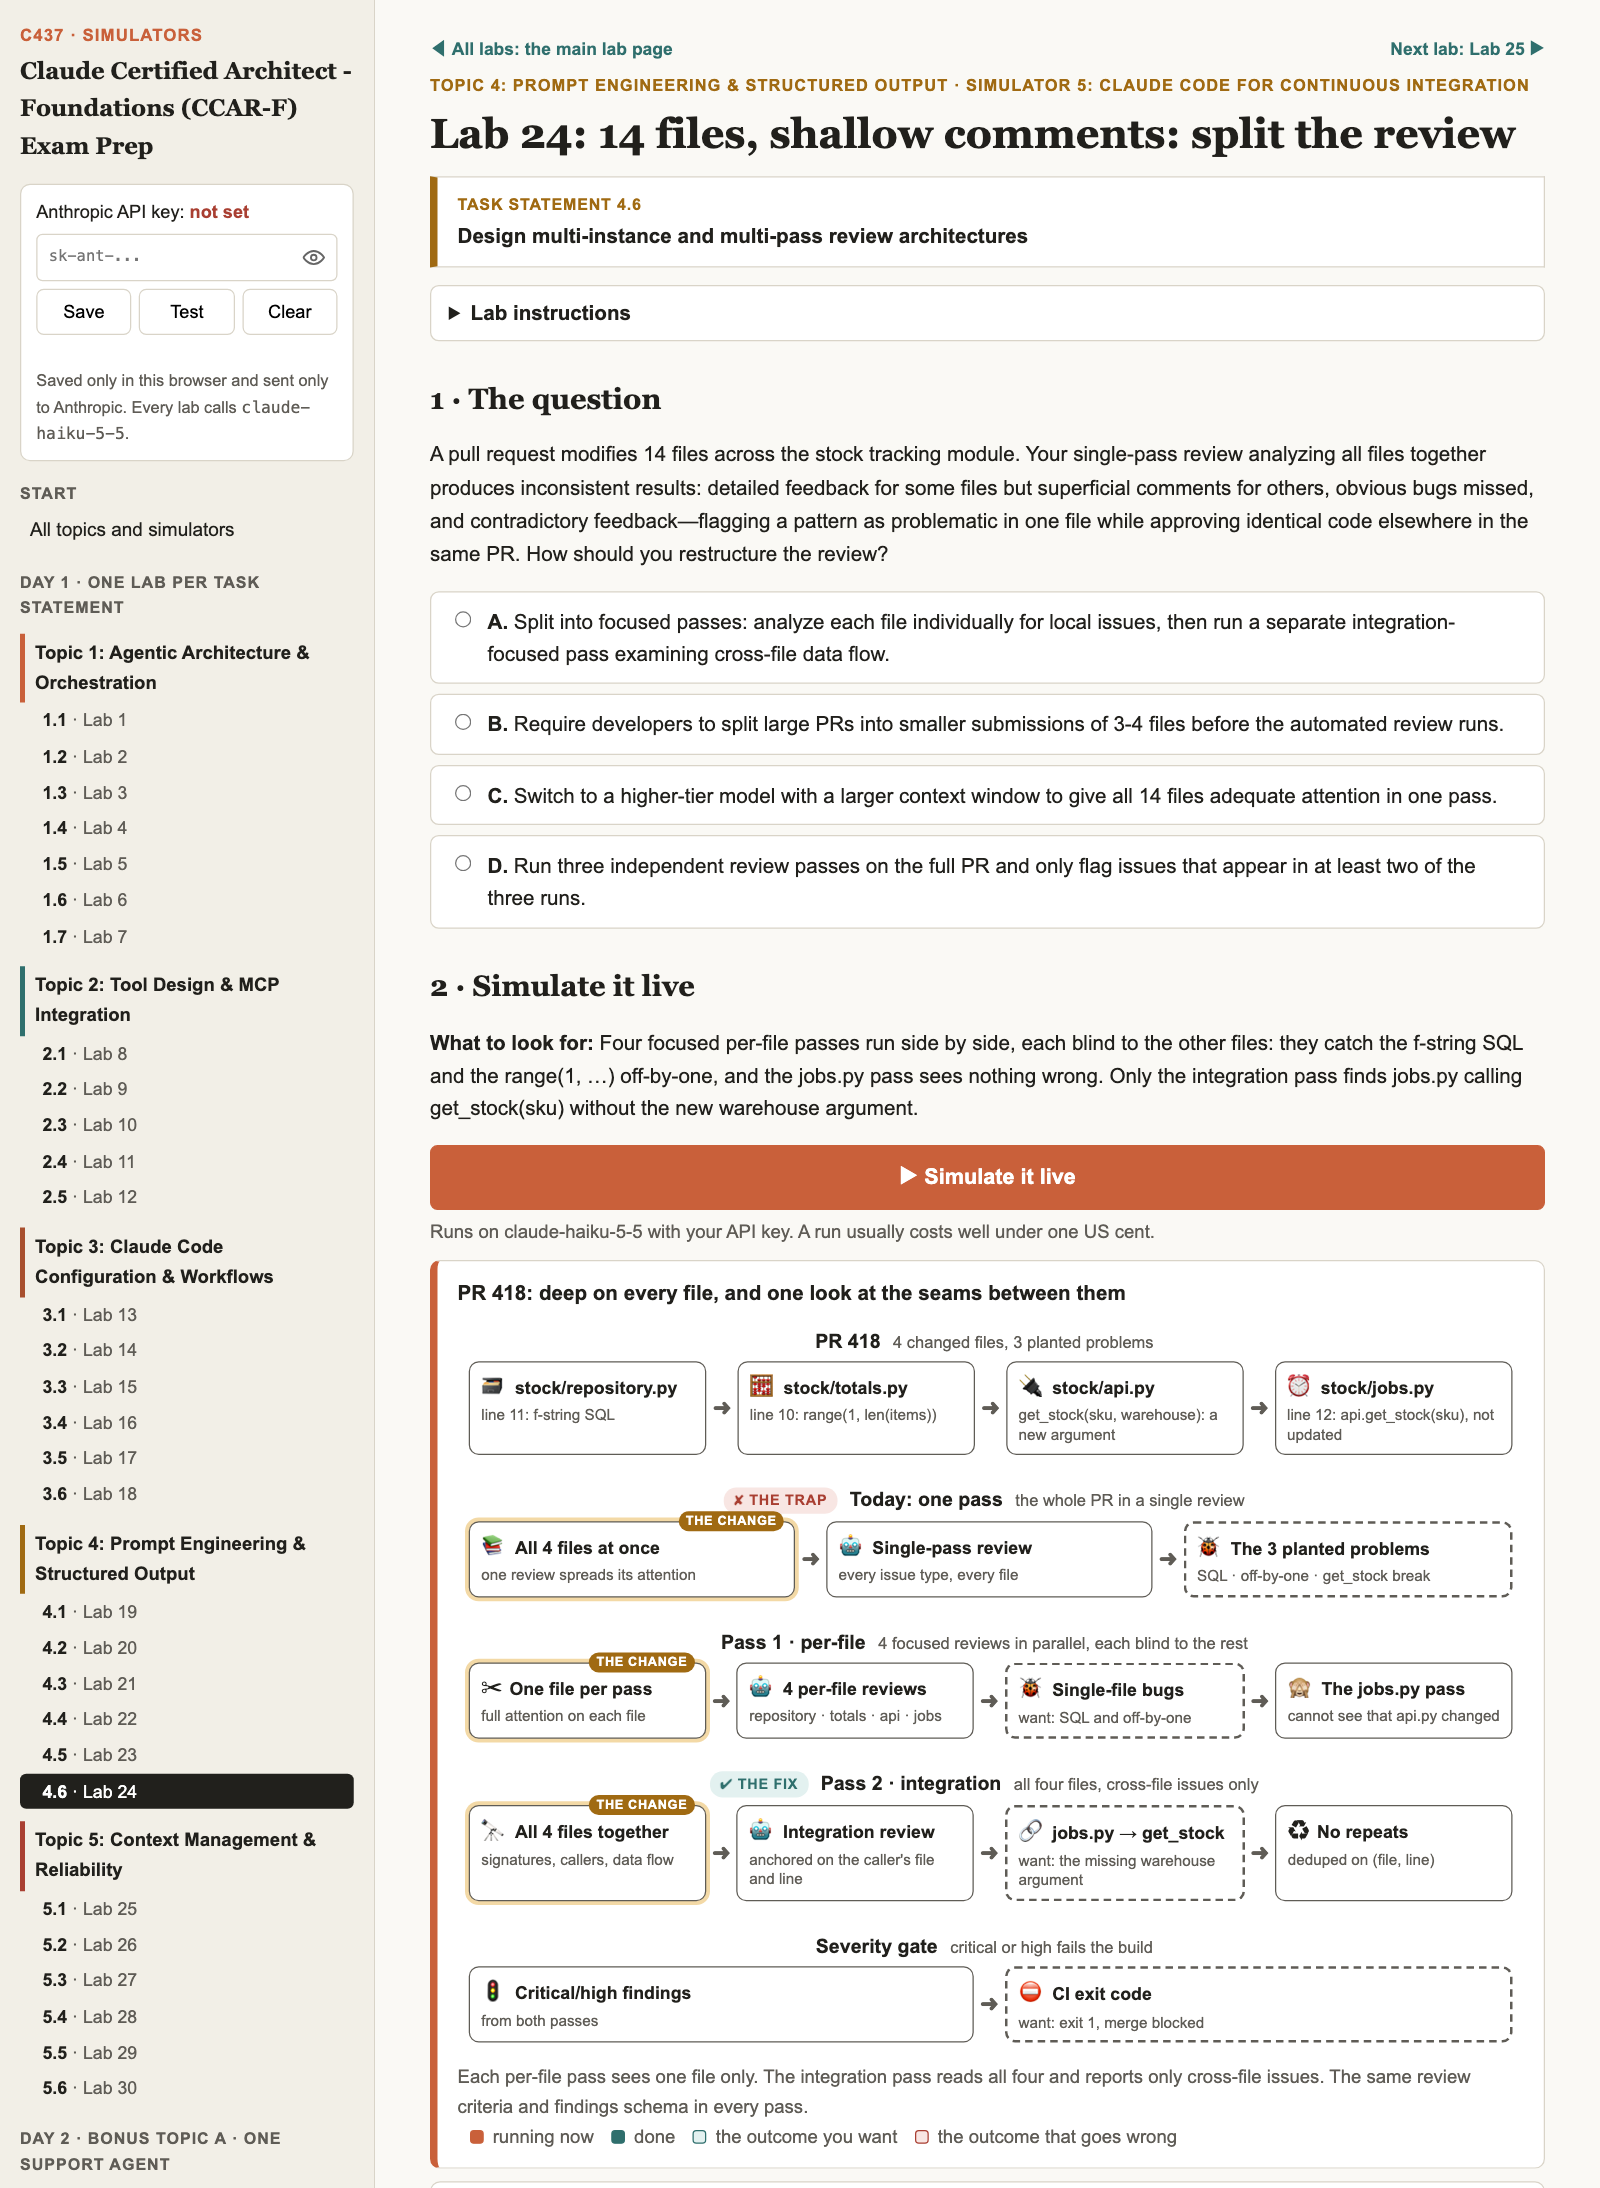 C437 · SIMULATORS
Claude Certified Architect -
Foundations (CCAR-F)
Exam Prep
Anthropic API key: not set
sk-ant-...
Save
Test
Clear
Saved only in this browser and sent only
to Anthropic. Every lab calls claude-
haiku-5-5.
START
All topics and simulators
DAY 1 · ONE LAB PER TASK
STATEMENT
Topic 1: Agentic Architecture &
Orchestration
1.1 · Lab 1
1.2 · Lab 2
1.3 · Lab 3
1.4 · Lab 4
1.5 · Lab 5
1.6 · Lab 6
1.7 · Lab 7
Topic 2: Tool Design & MCP
Integration
2.1 · Lab 8
2.2 · Lab 9
2.3 · Lab 10
2.4 · Lab 11
2.5 · Lab 12
Topic 3: Claude Code
Configuration & Workflows
3.1 · Lab 13
3.2 · Lab 14
3.3 · Lab 15
3.4 · Lab 16
3.5 · Lab 17
3.6 · Lab 18
Topic 4: Prompt Engineering &
Structured Output
4.1 · Lab 19
4.2 · Lab 20
4.3 · Lab 21
4.4 · Lab 22
4.5 · Lab 23
4.6 · Lab 24
Topic 5: Context Management &
Reliability
5.1 · Lab 25
5.2 · Lab 26
5.3 · Lab 27
5.4 · Lab 28
5.5 · Lab 29
5.6 · Lab 30
DAY 2 · BONUS TOPIC A · ONE
SUPPORT AGENT
◀ All labs: the main lab page
Next lab: Lab 25 ▶
TOPIC 4: PROMPT ENGINEERING & STRUCTURED OUTPUT · SIMULATOR 5: CLAUDE CODE FOR CONTINUOUS INTEGRATION
Lab 24: 14 files, shallow comments: split the review
TASK STATEMENT 4.6
Design multi-instance and multi-pass review architectures
▶ Lab instructions
1 · The question
A pull request modifies 14 files across the stock tracking module. Your single-pass review analyzing all files together
produces inconsistent results: detailed feedback for some files but superficial comments for others, obvious bugs missed,
and contradictory feedback—flagging a pattern as problematic in one file while approving identical code elsewhere in the
same PR. How should you restructure the review?
A. Split into focused passes: analyze each file individually for local issues, then run a separate integration-
focused pass examining cross-file data flow.
B. Require developers to split large PRs into smaller submissions of 3-4 files before the automated review runs.
C. Switch to a higher-tier model with a larger context window to give all 14 files adequate attention in one pass.
D. Run three independent review passes on the full PR and only flag issues that appear in at least two of the
three runs.
2 · Simulate it live
What to look for: Four focused per-file passes run side by side, each blind to the other files: they catch the f-string SQL
and the range(1, …) off-by-one, and the jobs.py pass sees nothing wrong. Only the integration pass finds jobs.py calling
get_stock(sku) without the new warehouse argument.
▶ Simulate it live
Runs on claude-haiku-5-5 with your API key. A run usually costs well under one US cent.
PR 418: deep on every file, and one look at the seams between them
PR 418 4 changed files, 3 planted problems
stock/repository.py
line 11: f-string SQL
stock/totals.py
line 10: range(1, len(items))
stock/api.py
get_stock(sku, warehouse): a
new argument
stock/jobs.py
line 12: api.get_stock(sku), not
updated
✘ THE TRAP Today: one pass the whole PR in a single review
THE CHANGE
All 4 files at once
one review spreads its attention
Single-pass review
every issue type, every file
The 3 planted problems
SQL · off-by-one · get_stock break
Pass 1 · per-file 4 focused reviews in parallel, each blind to the rest
THE CHANGE
One file per pass
full attention on each file
4 per-file reviews
repository · totals · api · jobs
Single-file bugs
want: SQL and off-by-one
The jobs.py pass
cannot see that api.py changed
✔ THE FIX Pass 2 · integration all four files, cross-file issues only
THE CHANGE
All 4 files together
signatures, callers, data flow
Integration review
anchored on the caller's file
and line
jobs.py → get_stock
want: the missing warehouse
argument
No repeats
deduped on (file, line)
Severity gate critical or high fails the build
Critical/high findings
from both passes
CI exit code
want: exit 1, merge blocked
Each per-file pass sees one file only. The integration pass reads all four and reports only cross-file issues. The same review
criteria and findings schema in every pass.
running now done the outcome you want the outcome that goes wrong